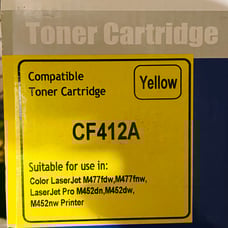 Toner Cartridge
Compatible
Toner Cartridge
Yellow
CF412A
Suitable for use in:
Color LaserJet M477fdw,M477fnw,
LaserJet Pro M452dn,M452dw,
M452nw Printer